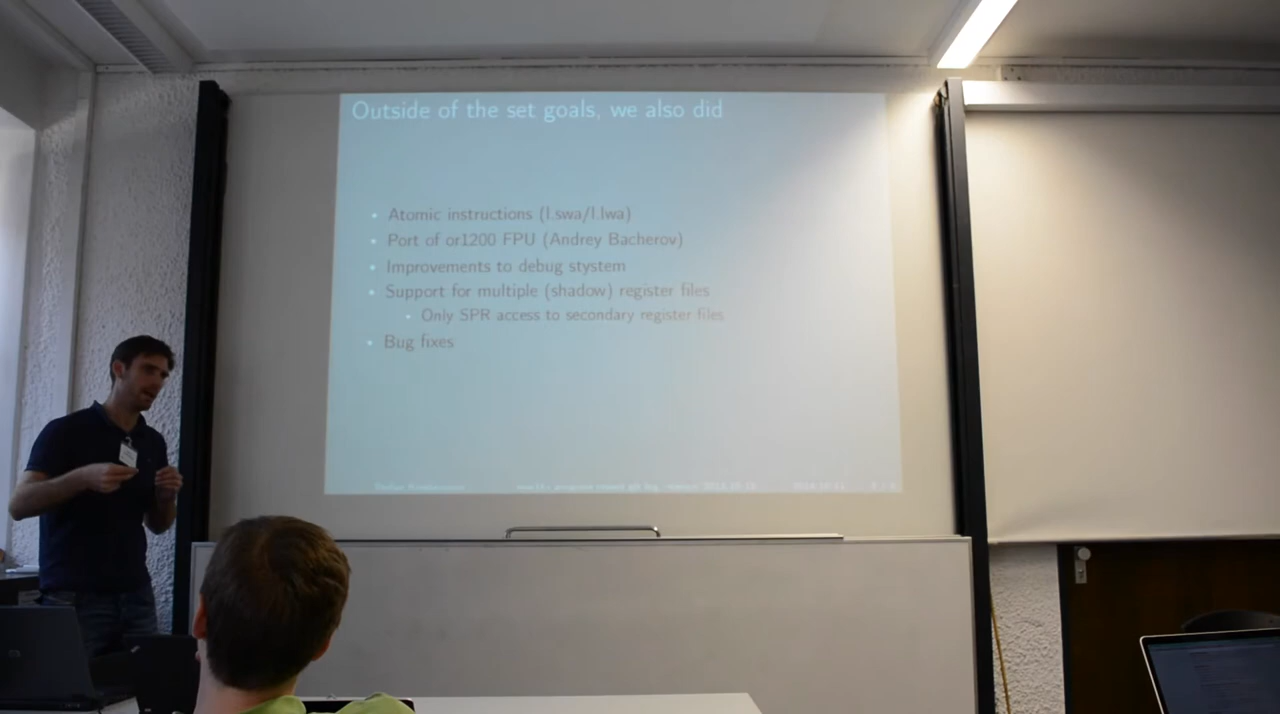 Outside of the set goals, we also did
• Atomic instructions (l.swa/l.lwa)
• Port of or1200 FPU (Andrey Bacherov)
• Improvements to debug stystem
• Support for multiple (shadow) register files
• Only SPR access to secondary register files
• Bug fixes